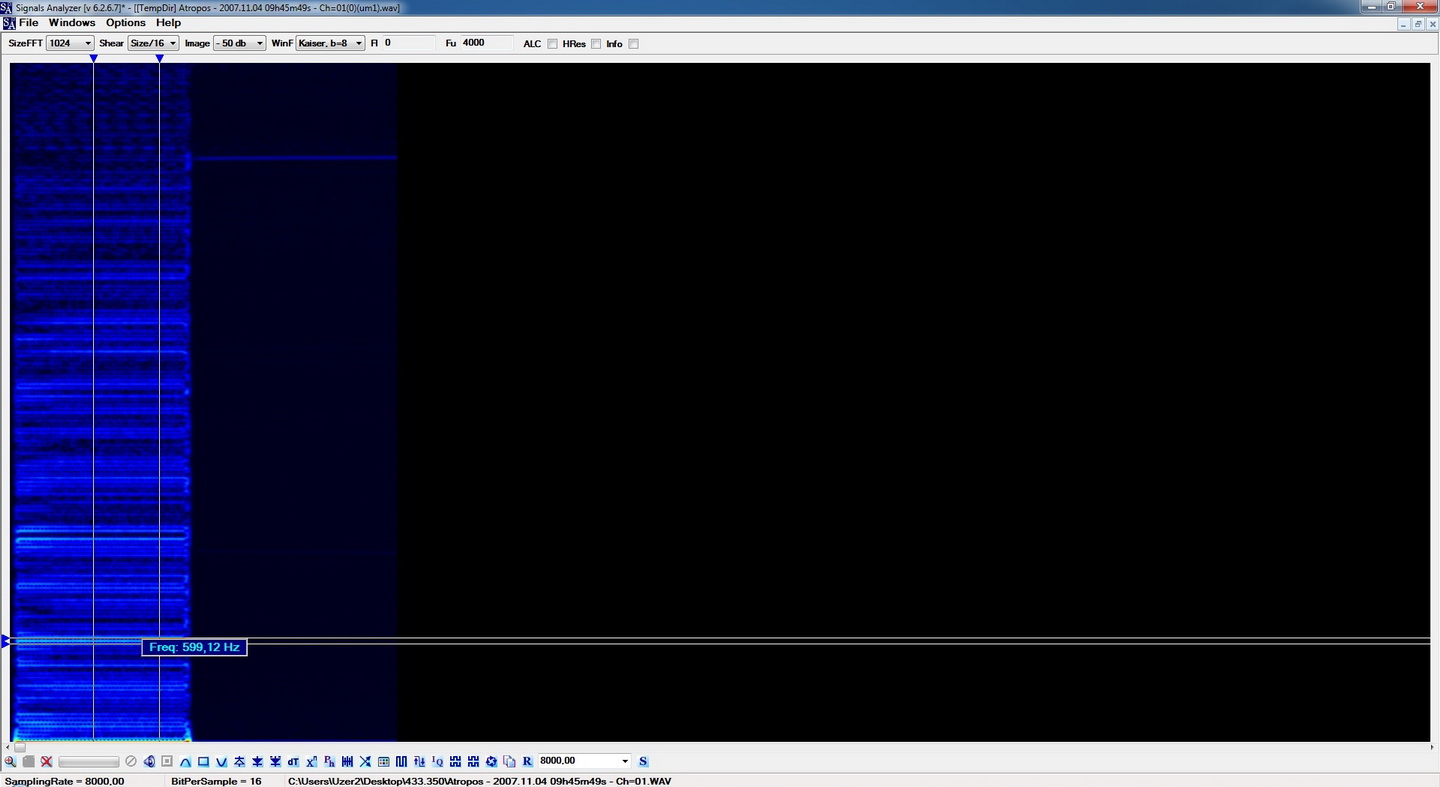 Signals Analyzer [v 6.2.6.7]* - [[TempDir] Atropos - 2007.11.04 09h45m49s - Ch=01(0)(um1).wav]
File Windows Options Help
SizeFFT 1024 Shear Size/16 Image - 50 db WinF Kaiser, b=8 Fl 0 Fu 4000 ALC HRes Info
Freq: 599,12 Hz
dT R 8000,00 S
SamplingRate = 8000,00 BitPerSample = 16 C:\Users\Uzer2\Desktop\433.350\Atropos - 2007.11.04 09h45m49s - Ch=01.WAV